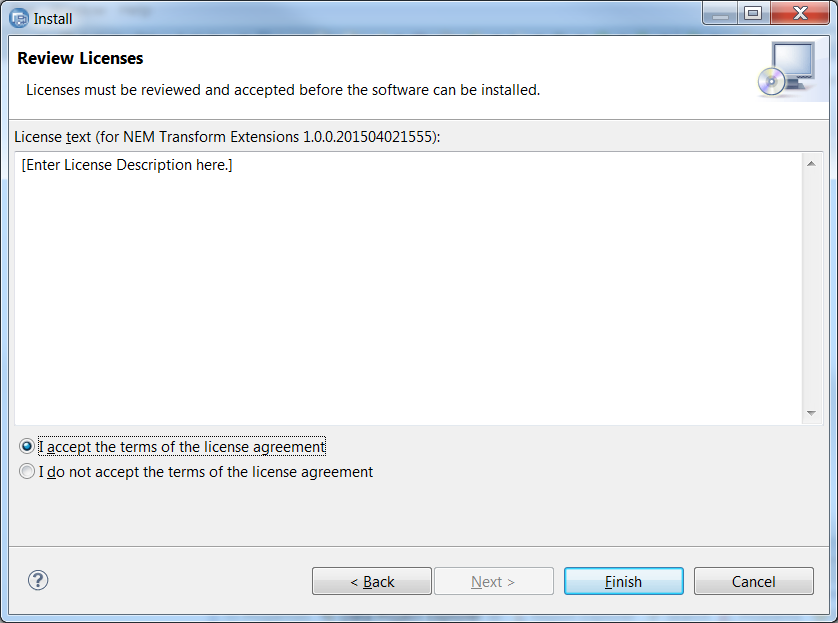 Install
Review Licenses
Licenses must be reviewed and accepted before the software can be installed.
License text (for NEM Transform Extensions 1.0.0.201504021555):
[Enter License Description here.]
I accept the terms of the license agreement
I do not accept the terms of the license agreement
? < Back Next > Finish Cancel